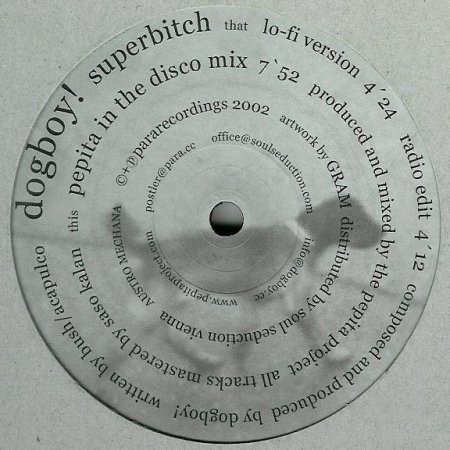 dogboy! superbitch that lo-fi version 4´24 radio edit 4´12 composed and produced by dogboy! written by bush/acapulco
this pepita in the disco mix 7`52 produced and mixed by the pepita project all tracks mastered by saso kalan
©+℗ pararecordings 2002 artwork by GRAM distributed by soul seduction vienna AUSTRO MECHANA
postler@para.cc office@soulseduction.com info@dogboy.cc www.pepitaproject.com